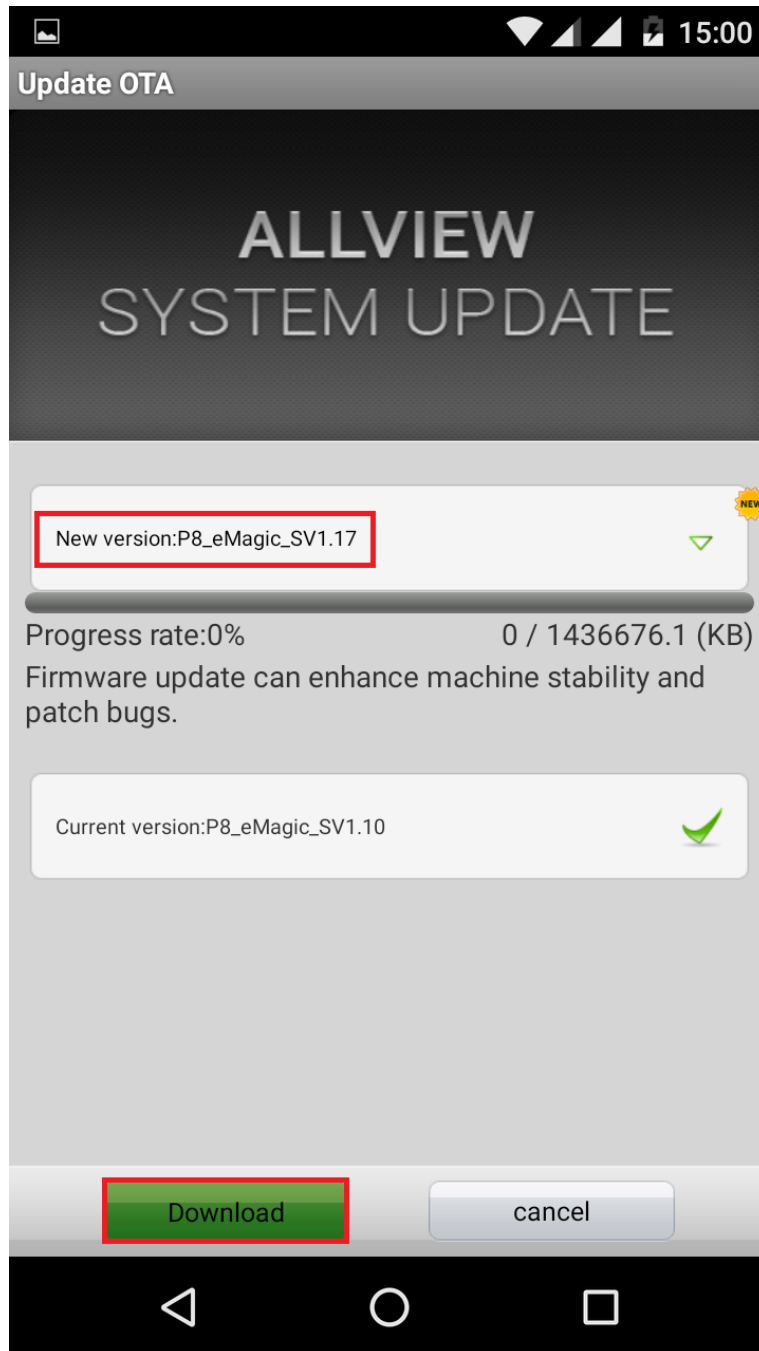 15:00
Update OTA
ALLVIEW
SYSTEM UPDATE
NEW
New version:P8_eMagic_SV1.17
Progress rate:0% 0 / 1436676.1 (KB)
Firmware update can enhance machine stability and
patch bugs.
Current version:P8_eMagic_SV1.10
Download cancel